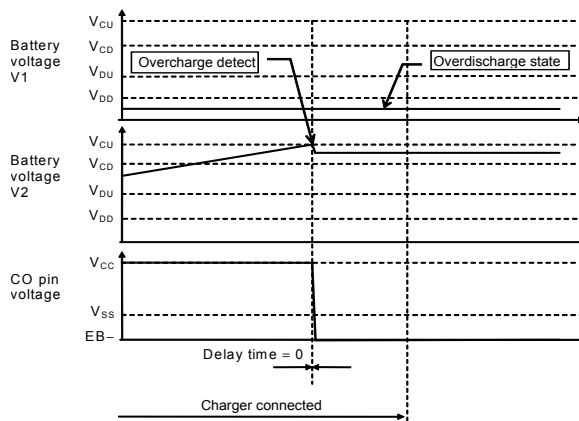 Battery
voltage
V1
VCU
VCD
VDU
VDD
Overcharge detect
Overdischarge state
Battery
voltage
V2
VCU
VCD
VDU
VDD
CO pin
voltage
VCC
VSS
EB−
Delay time = 0
Charger connected